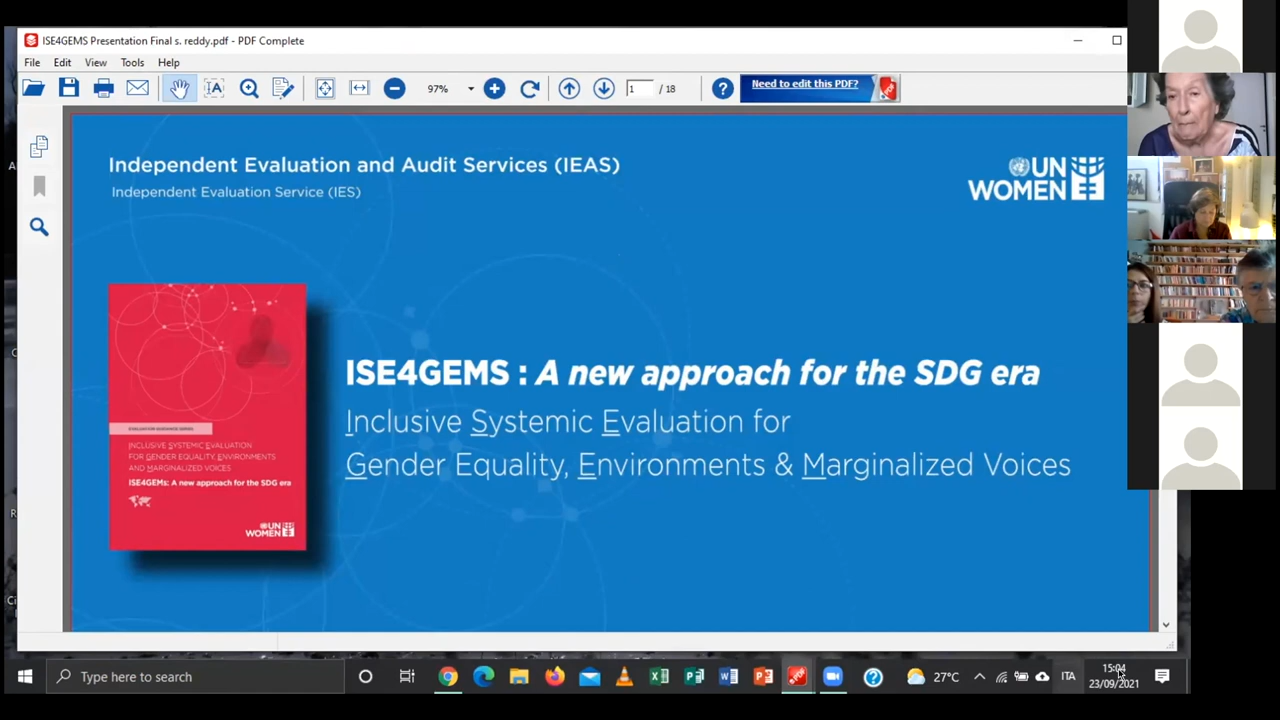 ISE4GEMS Presentation Final s. reddy.pdf - PDF Complete
File Edit View Tools Help
97%
1 / 18
Need to edit this PDF?
Independent Evaluation and Audit Services (IEAS)
Independent Evaluation Service (IES)
UN
WOMEN
EVALUATION GUIDANCE SERIES
INCLUSIVE SYSTEMIC EVALUATION
FOR GENDER EQUALITY, ENVIRONMENTS
AND MARGINALIZED VOICES
ISE4GEMs: A new approach for the SDG era
UN
WOMEN
ISE4GEMS : A new approach for the SDG era
Inclusive Systemic Evaluation for
Gender Equality, Environments & Marginalized Voices
Type here to search
27°C
ITA
15:04
23/09/2021